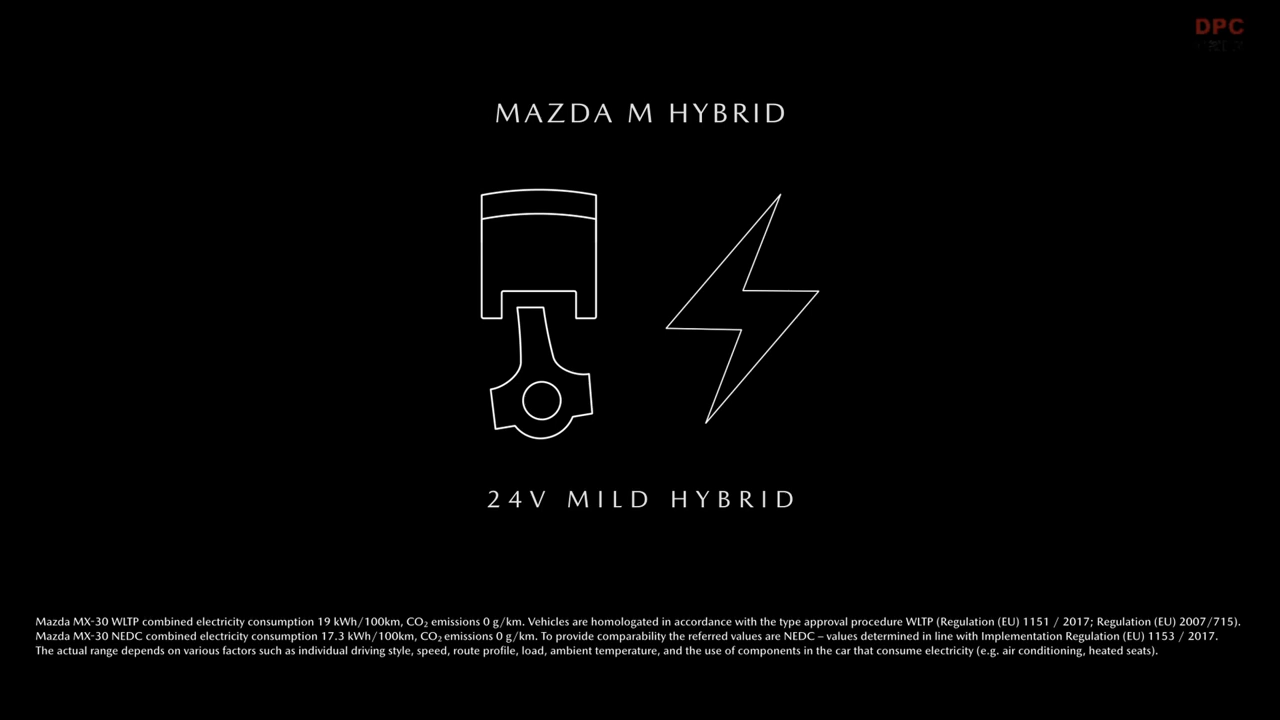 DPC
MAZDA M HYBRID
24V MILD HYBRID
Mazda MX-30 WLTP combined electricity consumption 19 kWh/100km, CO₂ emissions 0 g/km. Vehicles are homologated in accordance with the type approval procedure WLTP (Regulation (EU) 1151 / 2017; Regulation (EU) 2007/715).
Mazda MX-30 NEDC combined electricity consumption 17.3 kWh/100km, CO₂ emissions 0 g/km. To provide comparability the referred values are NEDC – values determined in line with Implementation Regulation (EU) 1153 / 2017.
The actual range depends on various factors such as individual driving style, speed, route profile, load, ambient temperature, and the use of components in the car that consume electricity (e.g. air conditioning, heated seats).